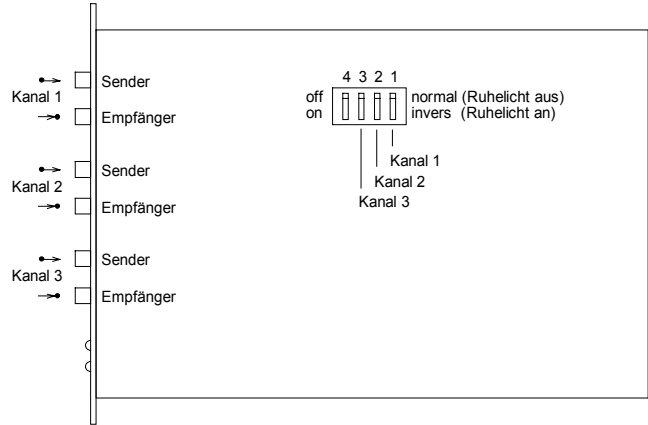 Sender
Kanal 1
Empfänger
Sender
Kanal 2
Empfänger
Sender
Kanal 3
Empfänger
4 3 2 1
off normal (Ruhelicht aus)
on invers (Ruhelicht an)
Kanal 1
Kanal 2
Kanal 3